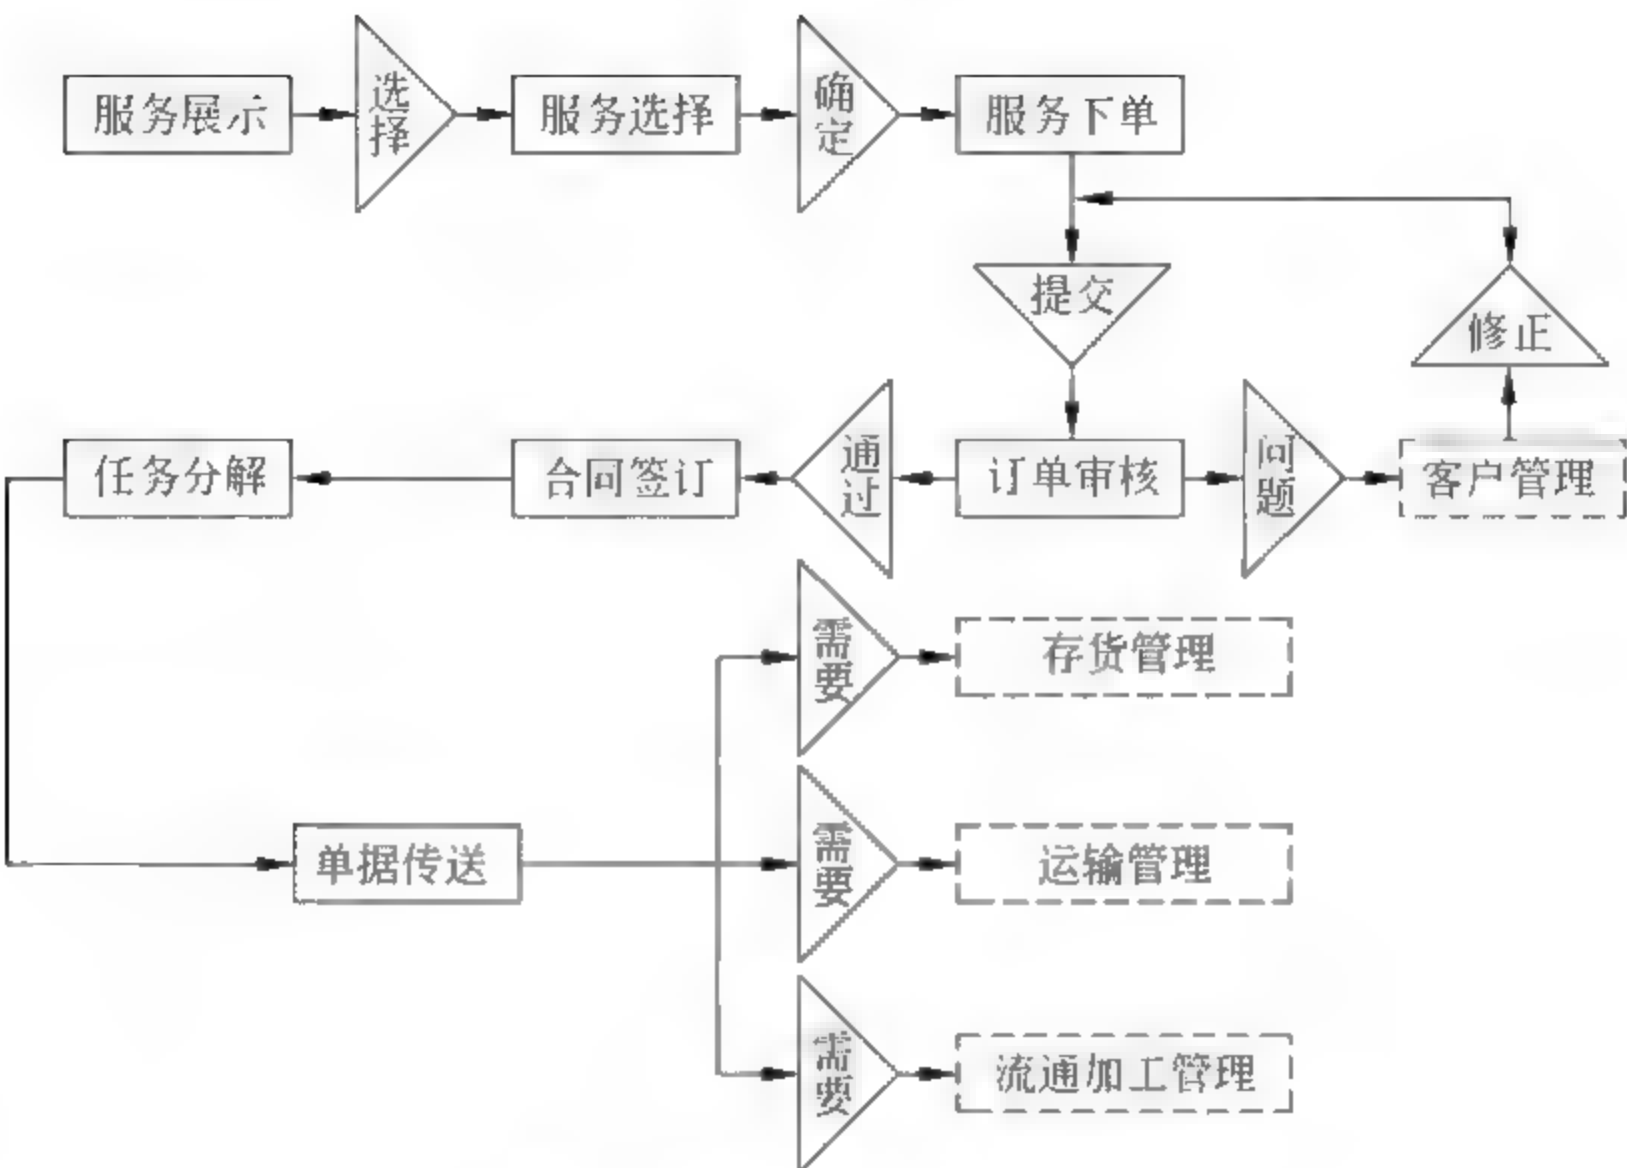 服务展示
选择
服务选择
确定
服务下单
提交
修正
任务分解
合同签订
通过
订单审核
问题
客户管理
需要
存货管理
单据传送
需要
运输管理
需要
流通加工管理